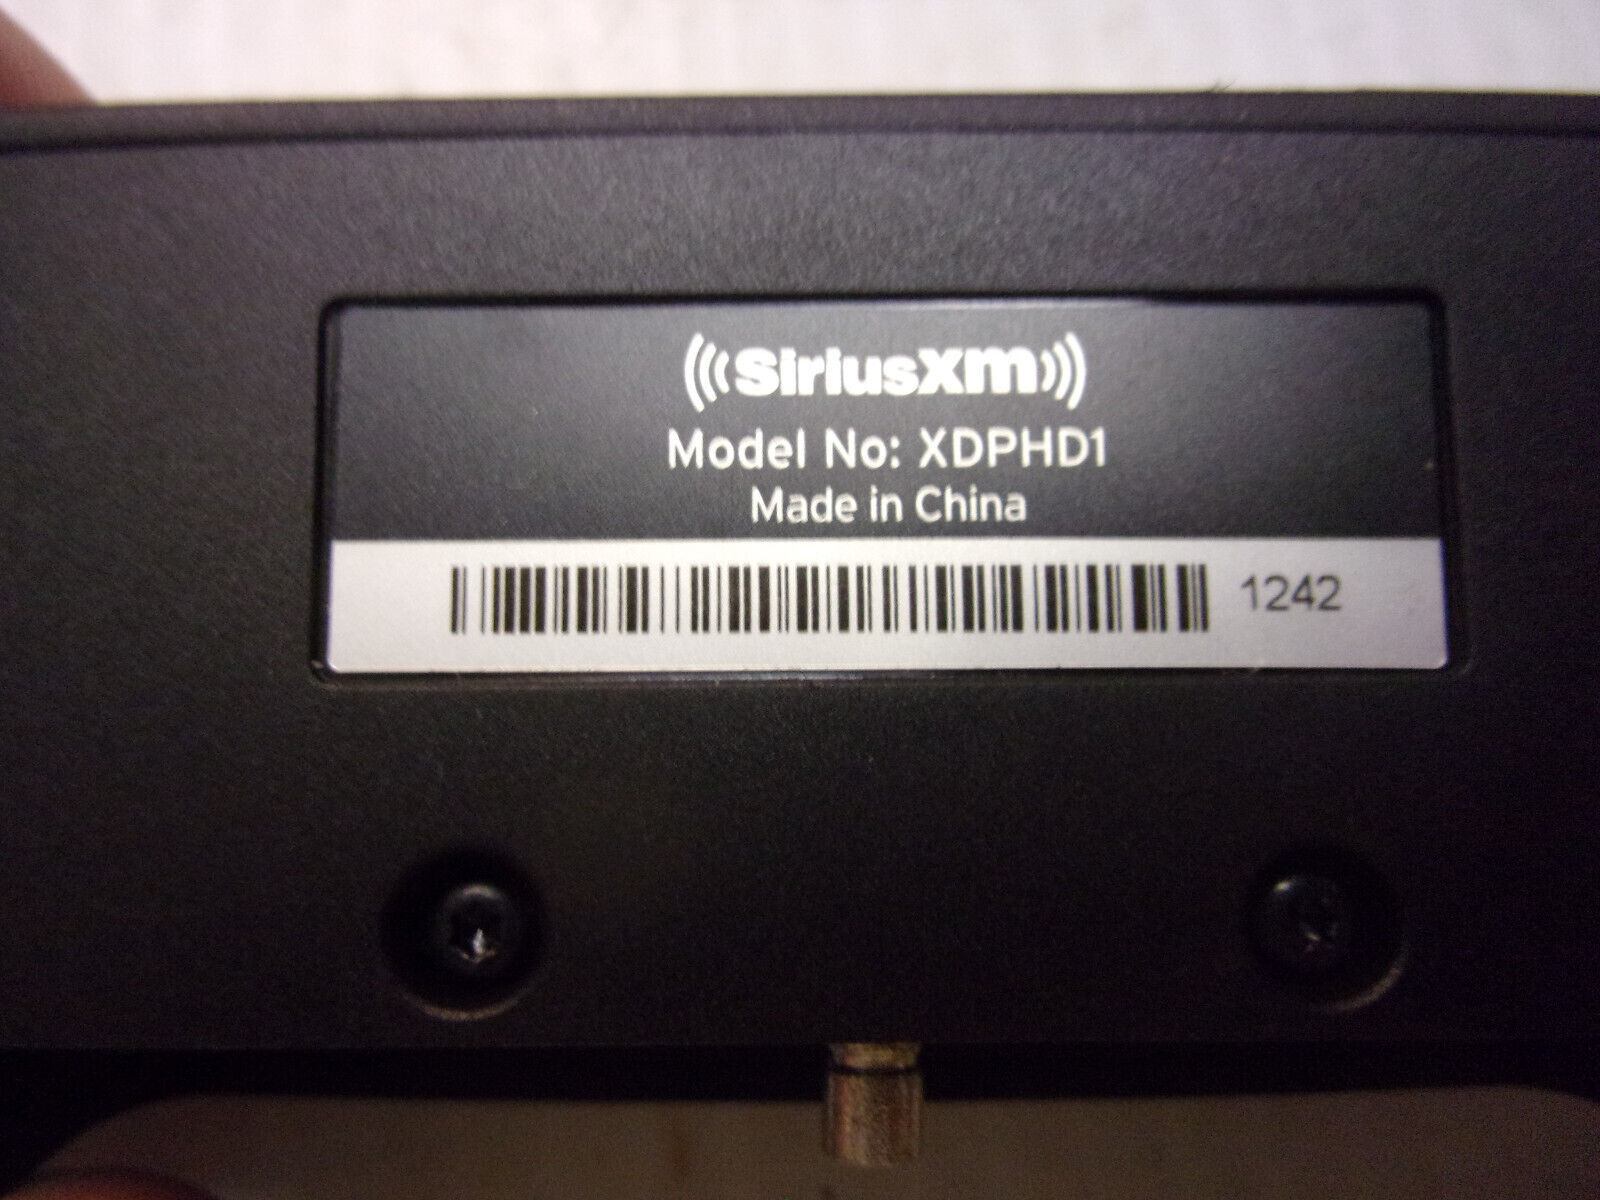 SiriusXM
Model No: XDPHD1
Made in China
1242